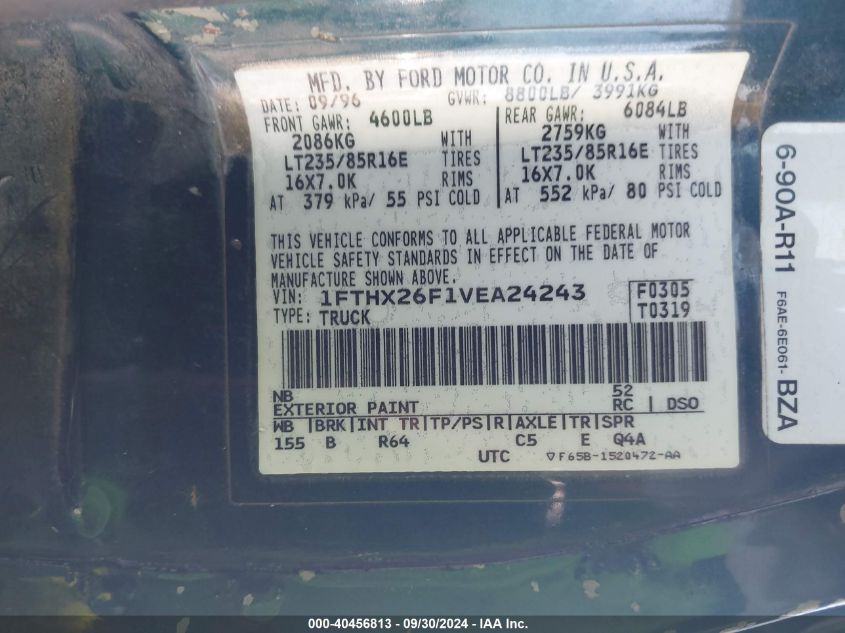 MFD. BY FORD MOTOR CO. IN U.S.A.
DATE: 09/96 GVWR: 8800LB/ 3991KG
FRONT GAWR: 4600LB REAR GAWR: 6084LB
2086KG WITH 2759KG WITH
LT235/85R16E TIRES LT235/85R16E TIRES
16X7.0K RIMS 16X7.0K RIMS
AT 379 kPa/ 55 PSI COLD AT 552 kPa/ 80 PSI COLD
THIS VEHICLE CONFORMS TO ALL APPLICABLE FEDERAL MOTOR
VEHICLE SAFETY STANDARDS IN EFFECT ON THE DATE OF
MANUFACTURE SHOWN ABOVE.
VIN: 1FTHX26F1VEA24243 F0305
TYPE: TRUCK T0319
NB 52
EXTERIOR PAINT RC DSO
WB BRK INT TR TP/PS R AXLE TR SPR
155 B R64 C5 E Q4A
UTC ▽F65B-1520472-AA
6-90A-R11 F6AE-6E061- BZA
000-40456813 - 09/30/2024 - IAA Inc.